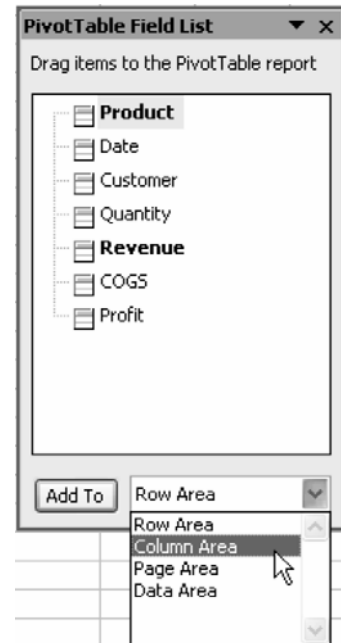 PivotTable Field List
Drag items to the PivotTable report
Product
Date
Customer
Quantity
Revenue
COGS
Profit
Add To
Row Area
Row Area
Column Area
Page Area
Data Area